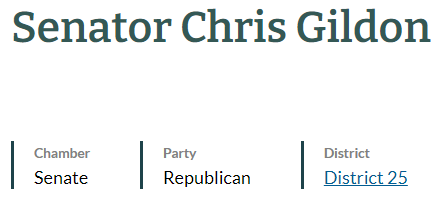 Senator Chris Gildon
Chamber Party District
Senate Republican District 25